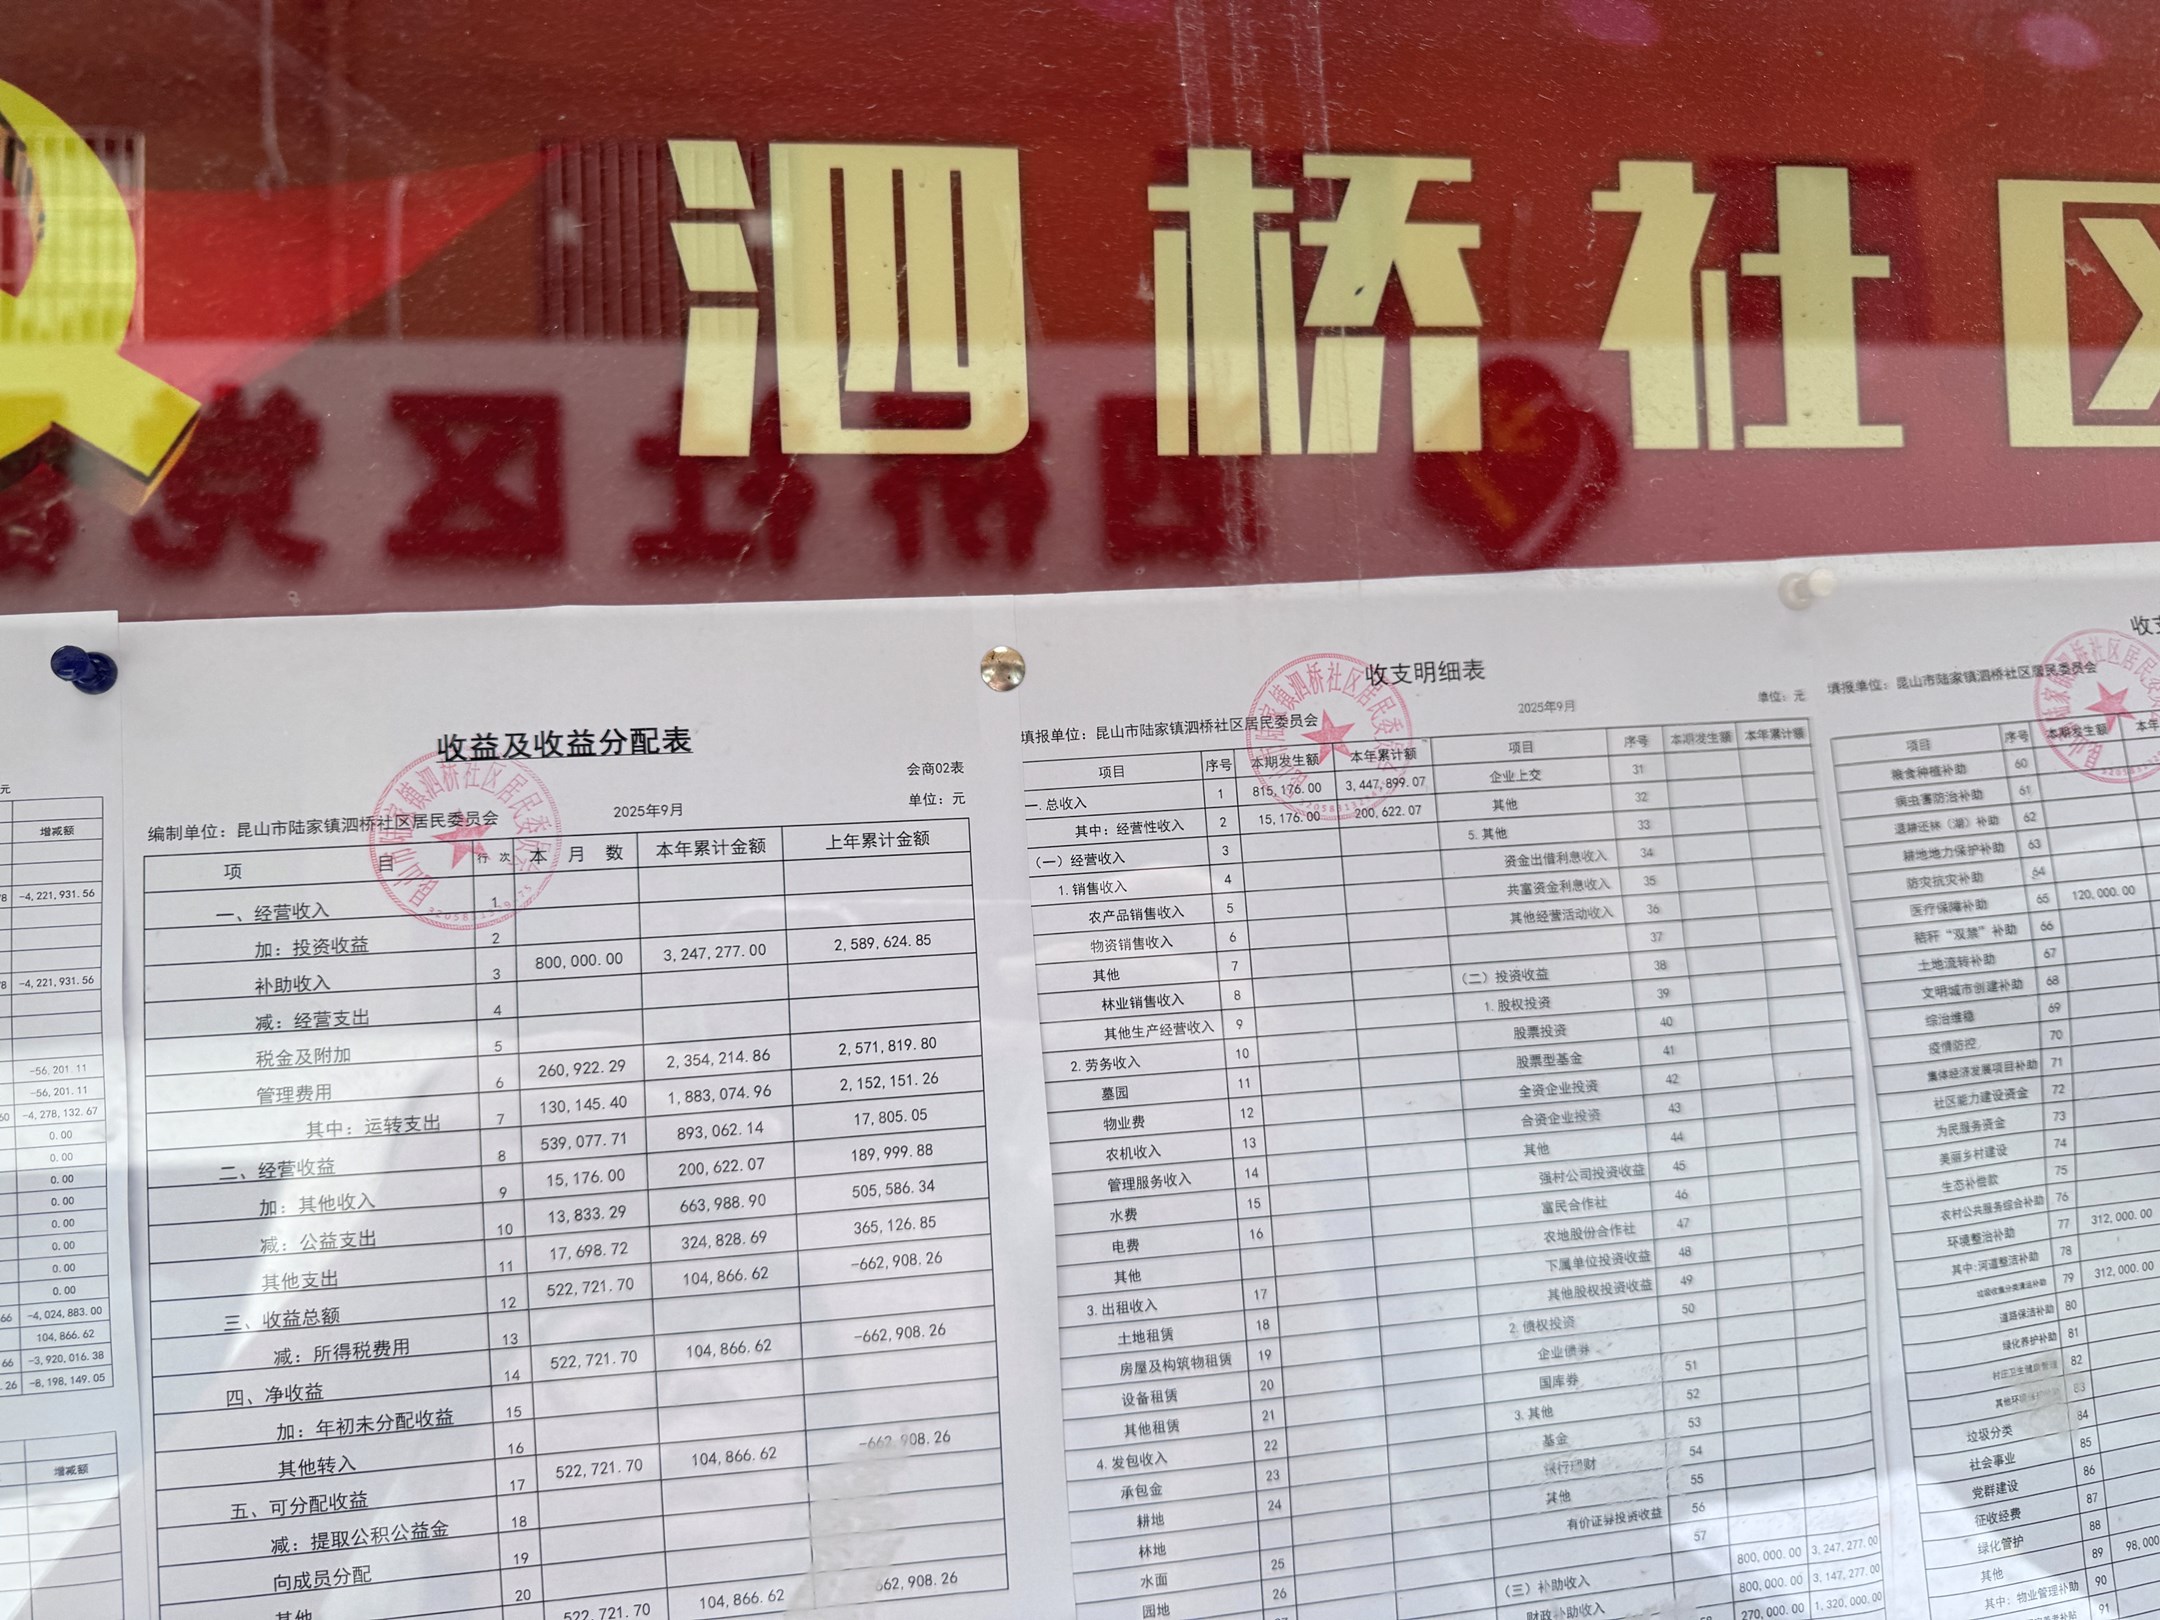 泗桥社区
元
增减额
-4,221,931.56
-4,221,931.56
-56,201.11
-56,201.11
-4,278,132.67
0.00
0.00
0.00
0.00
0.00
0.00
0.00
0.00
-4,024,883.00
104,866.62
-3,920,016.38
-8,198,149.05
增减额
收益及收益分配表
会商02表
编制单位：昆山市陆家镇泗桥社区居民委员会 2025年9月 单位：元
项 目 行次 本月数 本年累计金额 上年累计金额
一、经营收入 1
加：投资收益 2
补助收入 3 800,000.00 3,247,277.00 2,589,624.85
减：经营支出 4
税金及附加 5
管理费用 6 260,922.29 2,354,214.86 2,571,819.80
其中：运转支出 7 130,145.40 1,883,074.96 2,152,151.26
二、经营收益 8 539,077.71 893,062.14 17,805.05
加：其他收入 9 15,176.00 200,622.07 189,999.88
减：公益支出 10 13,833.29 663,988.90 505,586.34
其他支出 11 17,698.72 324,828.69 365,126.85
三、收益总额 12 522,721.70 104,866.62 -662,908.26
减：所得税费用 13
四、净收益 14 522,721.70 104,866.62 -662,908.26
加：年初未分配收益 15
其他转入 16
五、可分配收益 17 522,721.70 104,866.62 -662,908.26
减：提取公积公益金 18
向成员分配 19
其他 20
522,721.70 104,866.62 662,908.26
收支明细表
填报单位：昆山市陆家镇泗桥社区居民委员会 2025年9月 单位：元
项目 序号 本期发生额 本年累计额
一.总收入 1 815,176.00 3,447,899.07
其中：经营性收入 2 15,176.00 200,622.07
（一）经营收入 3
1.销售收入 4
农产品销售收入 5
物资销售收入 6
其他 7
林业销售收入 8
其他生产经营收入 9
2.劳务收入 10
墓园 11
物业费 12
农机收入 13
管理服务收入 14
水费 15
电费 16
其他
3.出租收入 17
土地租赁 18
房屋及构筑物租赁 19
设备租赁 20
其他租赁 21
4.发包收入 22
承包金 23
耕地 24
林地
水面 25
园地 26
项目 序号 本期发生额 本年累计额
企业上交 31
其他 32
5.其他 33
资金出借利息收入 34
共富资金利息收入 35
其他经营活动收入 36
37
（二）投资收益 38
1.股权投资 39
股票投资 40
股票型基金 41
全资企业投资 42
合资企业投资 43
其他 44
强村公司投资收益 45
富民合作社 46
农地股份合作社 47
下属单位投资收益 48
其他股权投资收益 49
2.债权投资 50
企业债券
国库券 51
3.其他 52
基金 53
银行理财 54
其他 55
有价证券投资收益 56
57
（三）补助收入 800,000.00 3,247,277.00
财政补助收入 800,000.00 3,147,277.00
270,000.00 1,320,000.00
收支
填报单位：昆山市陆家镇泗桥社区居民委员会
项目 序号 本期发生额 本年
粮食种植补助 60
病虫害防治补助 61
退耕还林（湖）补助 62
耕地地力保护补助 63
防灾抗灾补助 64
医疗保障补助 65 120,000.00
秸秆“双禁”补助 66
土地流转补助 67
文明城市创建补助 68
综治维稳 69
疫情防控 70
集体经济发展项目补助 71
社区能力建设资金 72
为民服务资金 73
美丽乡村建设 74
生态补偿款 75
农村公共服务综合补助 76
环境整治补助 77 312,000.00
其中:河道整洁补助 78
垃圾收集分类清运补助 79 312,000.00
道路保洁补助 80
绿化养护补助 81
82
83
垃圾分类 84
社会事业 85
党群建设 86
征收经费 87
绿化管护 88
其他 89 98,000
其中：物业管理补助 90
91